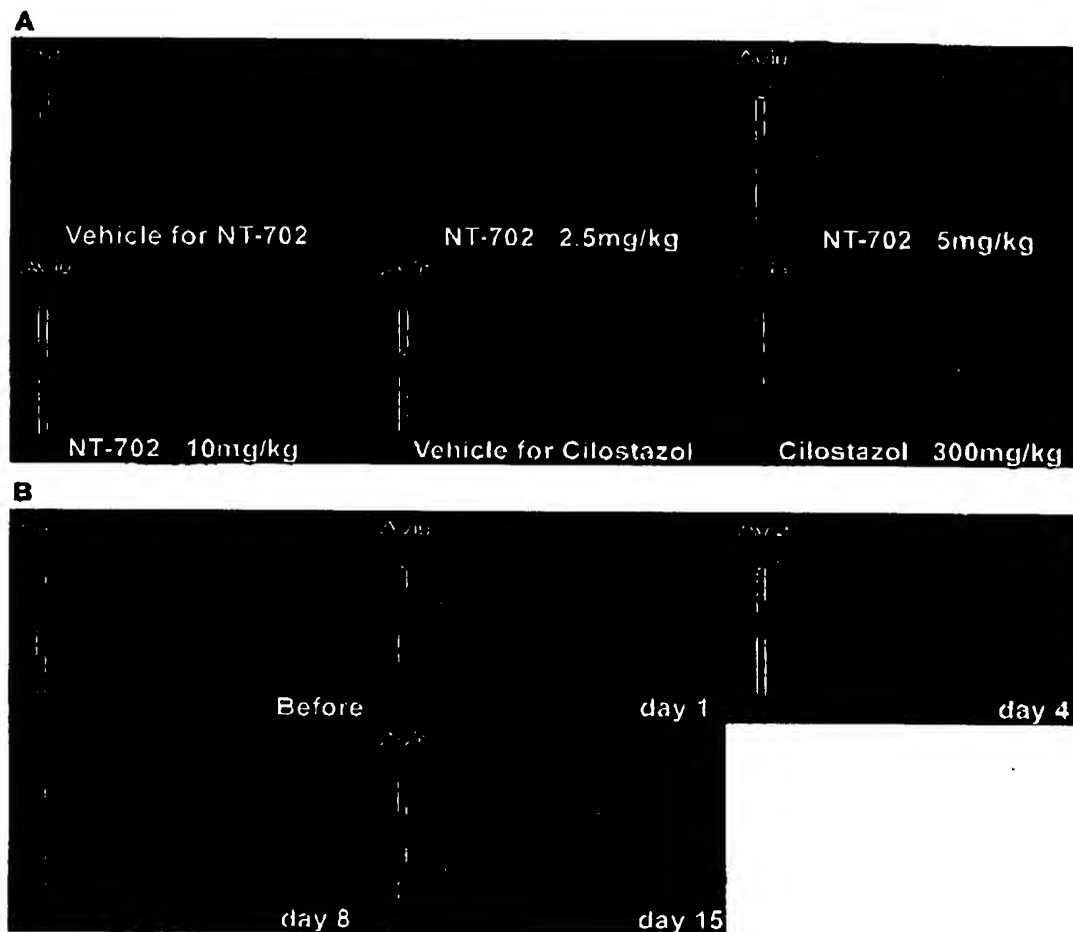 A
Vehicle for NT-702
NT-702 2.5mg/kg
NT-702 5mg/kg
NT-702 10mg/kg
Vehicle for Cilostazol
Cilostazol 300mg/kg
B
Before
day 1
day 4
day 8
day 15